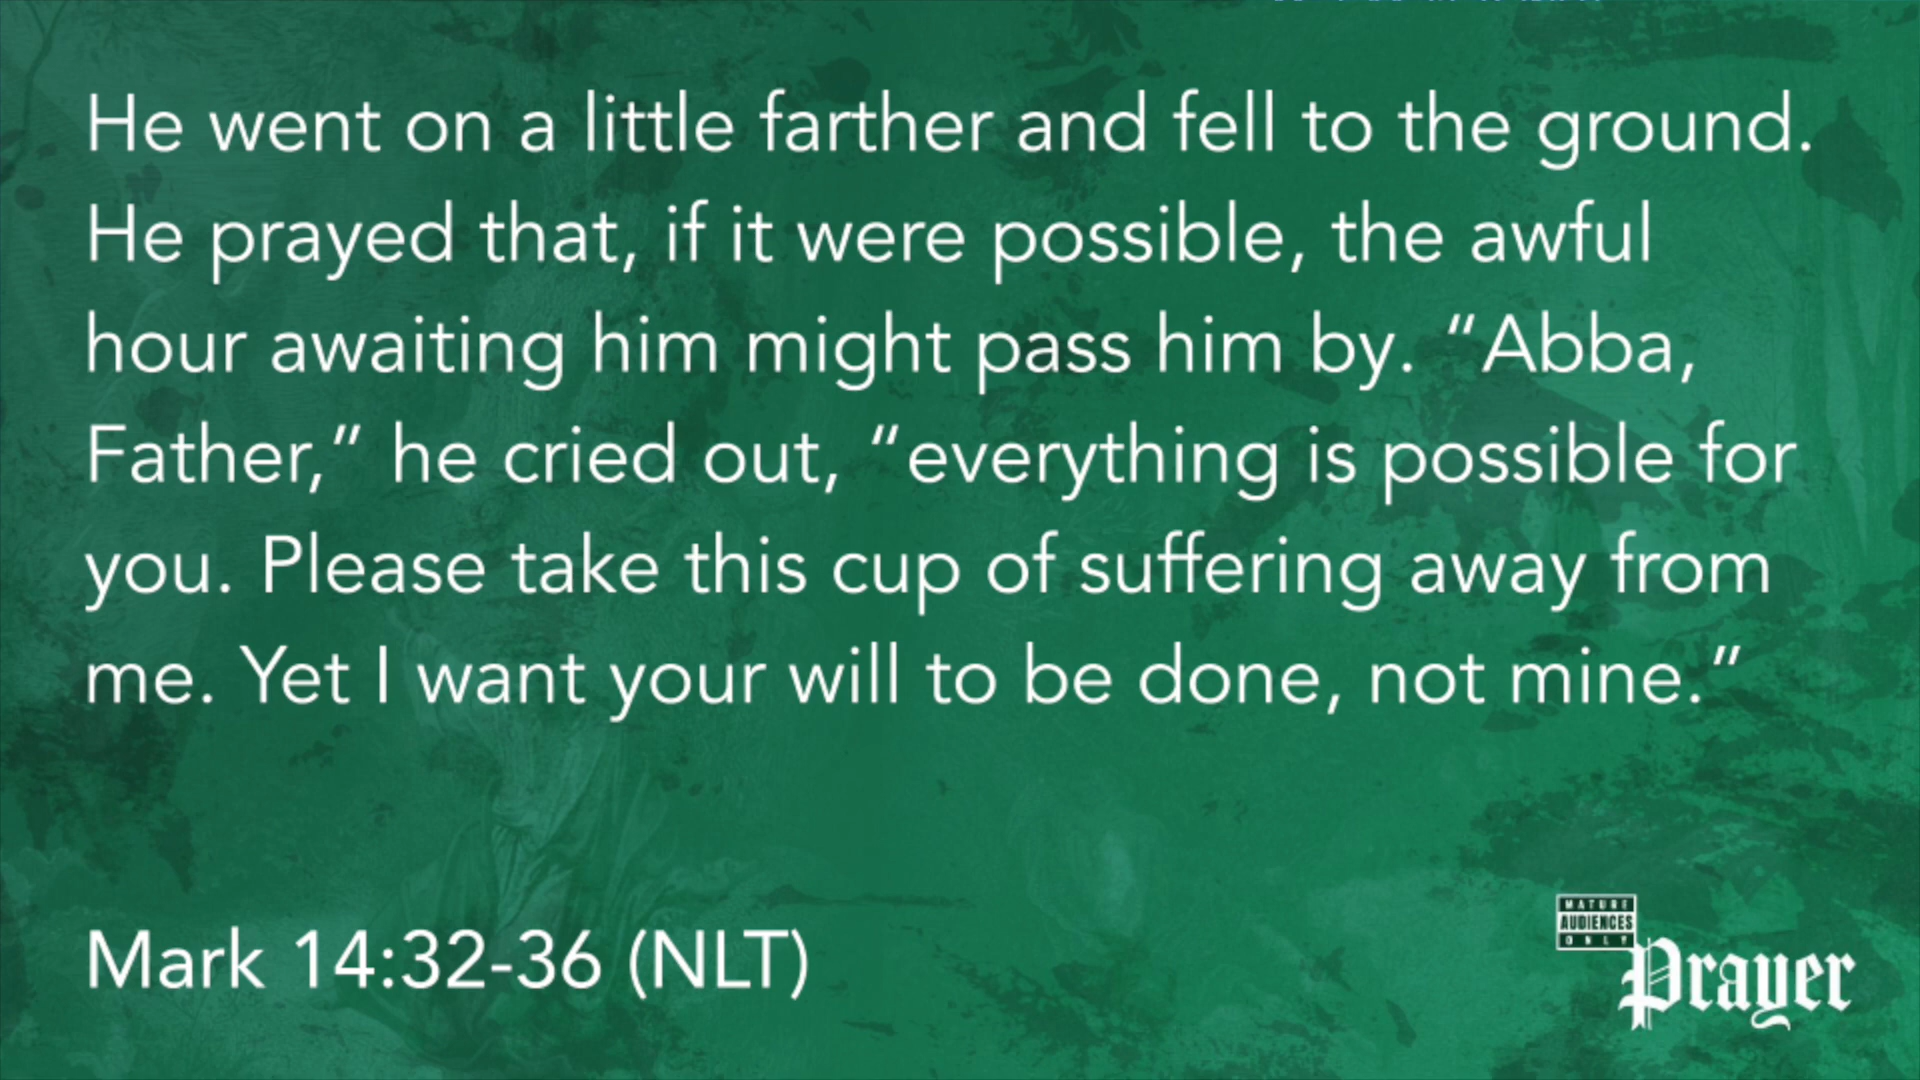 He went on a little farther and fell to the ground.
He prayed that, if it were possible, the awful
hour awaiting him might pass him by. “Abba,
Father,” he cried out, “everything is possible for
you. Please take this cup of suffering away from
me. Yet I want your will to be done, not mine.”
Mark 14:32-36 (NLT)
MATURE
AUDIENCES
ONLY
Prayer